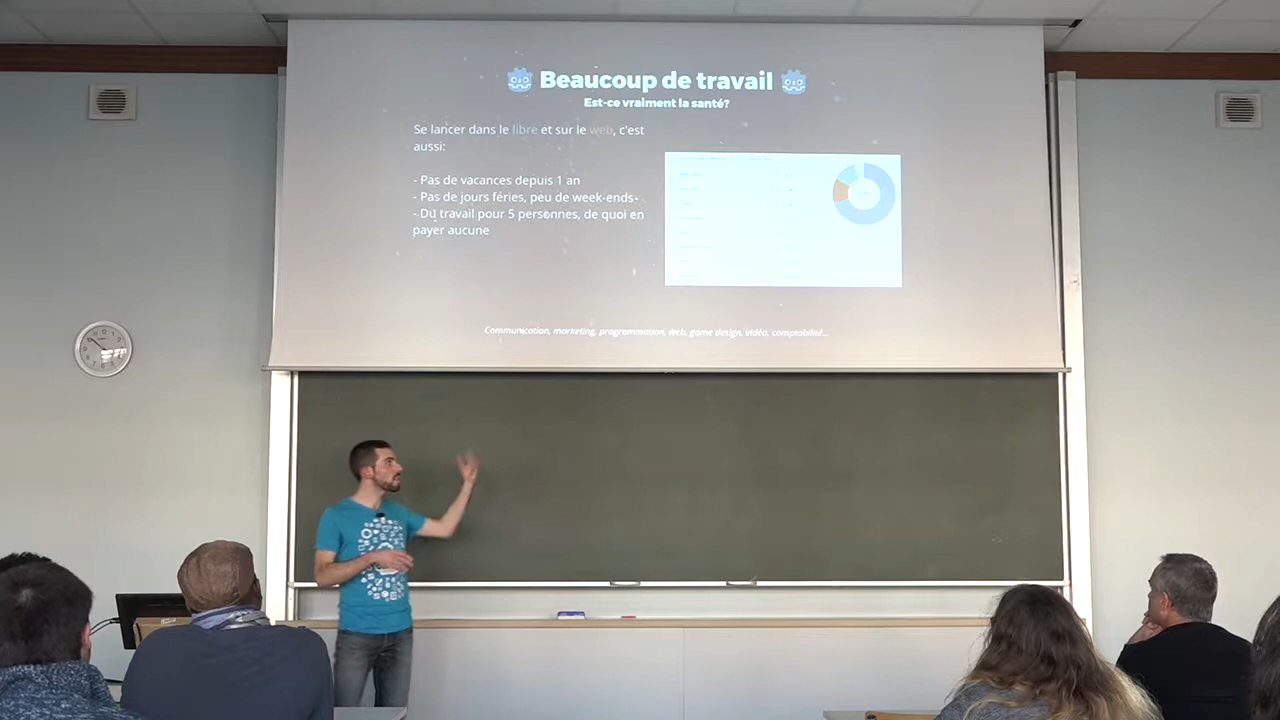 Beaucoup de travail
Est-ce vraiment la santé?
Se lancer dans le libre et sur le web, c'est
aussi:
- Pas de vacances depuis 1 an
- Pas de jours féries, peu de week-ends
- Du travail pour 5 personnes, de quoi en
payer aucune
Communication, marketing, programmation, web, game design, vidéo, comptabilité...